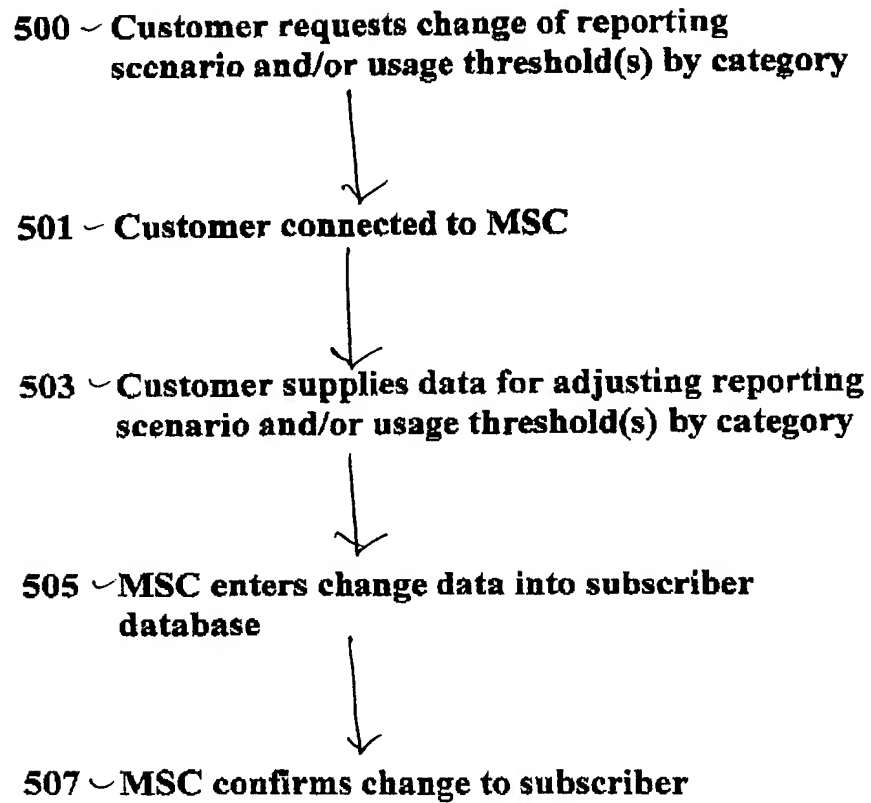 500 Customer requests change of reporting
scenario and/or usage threshold(s) by category
501 Customer connected to MSC
503 Customer supplies data for adjusting reporting
scenario and/or usage threshold(s) by category
505 MSC enters change data into subscriber
database
507 MSC confirms change to subscriber